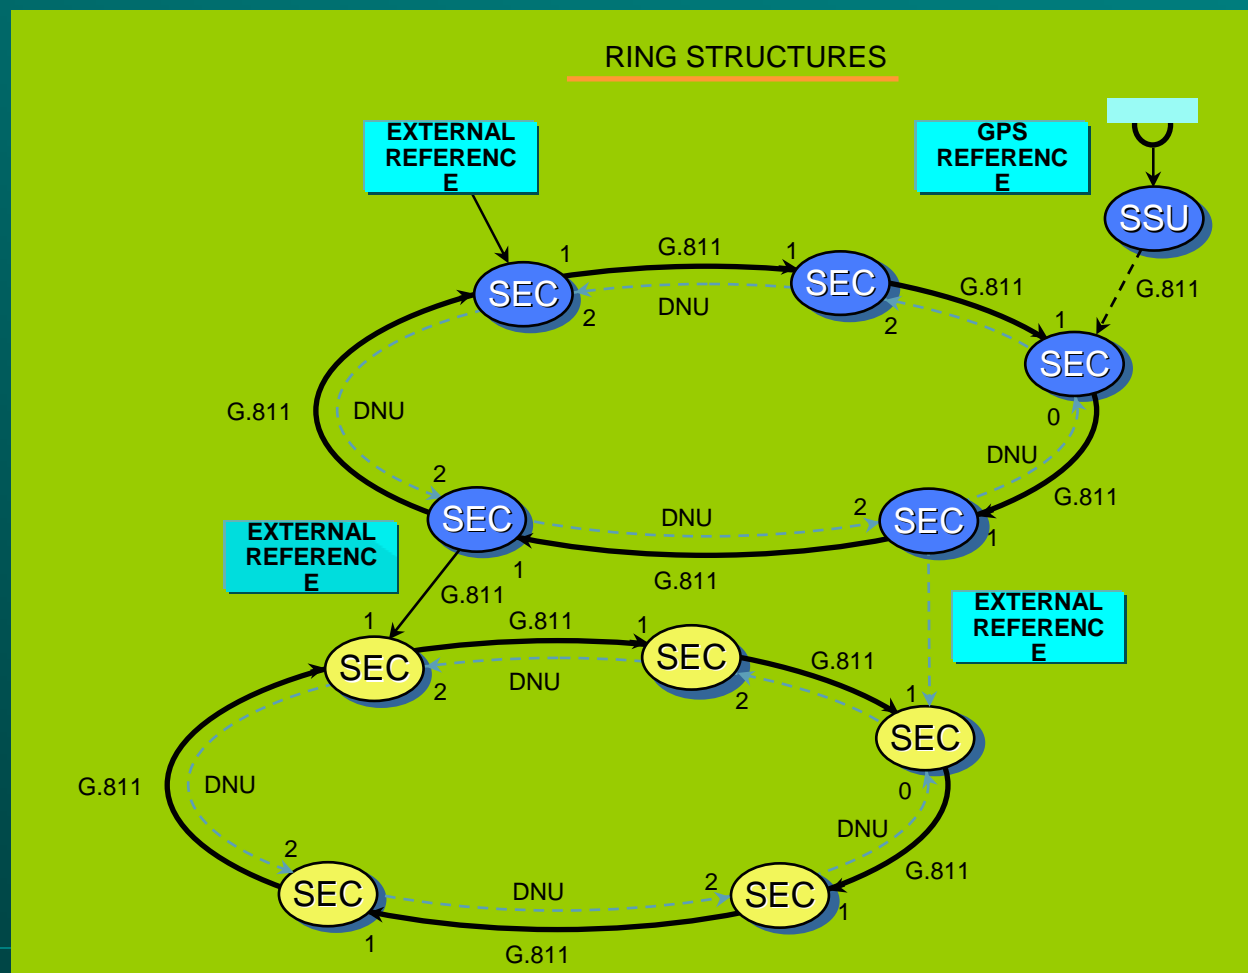 RING STRUCTURES
EXTERNAL
REFERENC
E
GPS
REFERENC
E
SSU
G.811
1
G.811
1
SEC
2
DNU
SEC
2
G.811
1
SEC
0
G.811
DNU
DNU
G.811
2
SEC
1
DNU
2
SEC
1
G.811
EXTERNAL
REFERENC
E
G.811
EXTERNAL
REFERENC
E
1
SEC
G.811
1
SEC
2
DNU
2
G.811
1
SEC
0
G.811
DNU
DNU
G.811
2
SEC
1
DNU
2
SEC
1
G.811